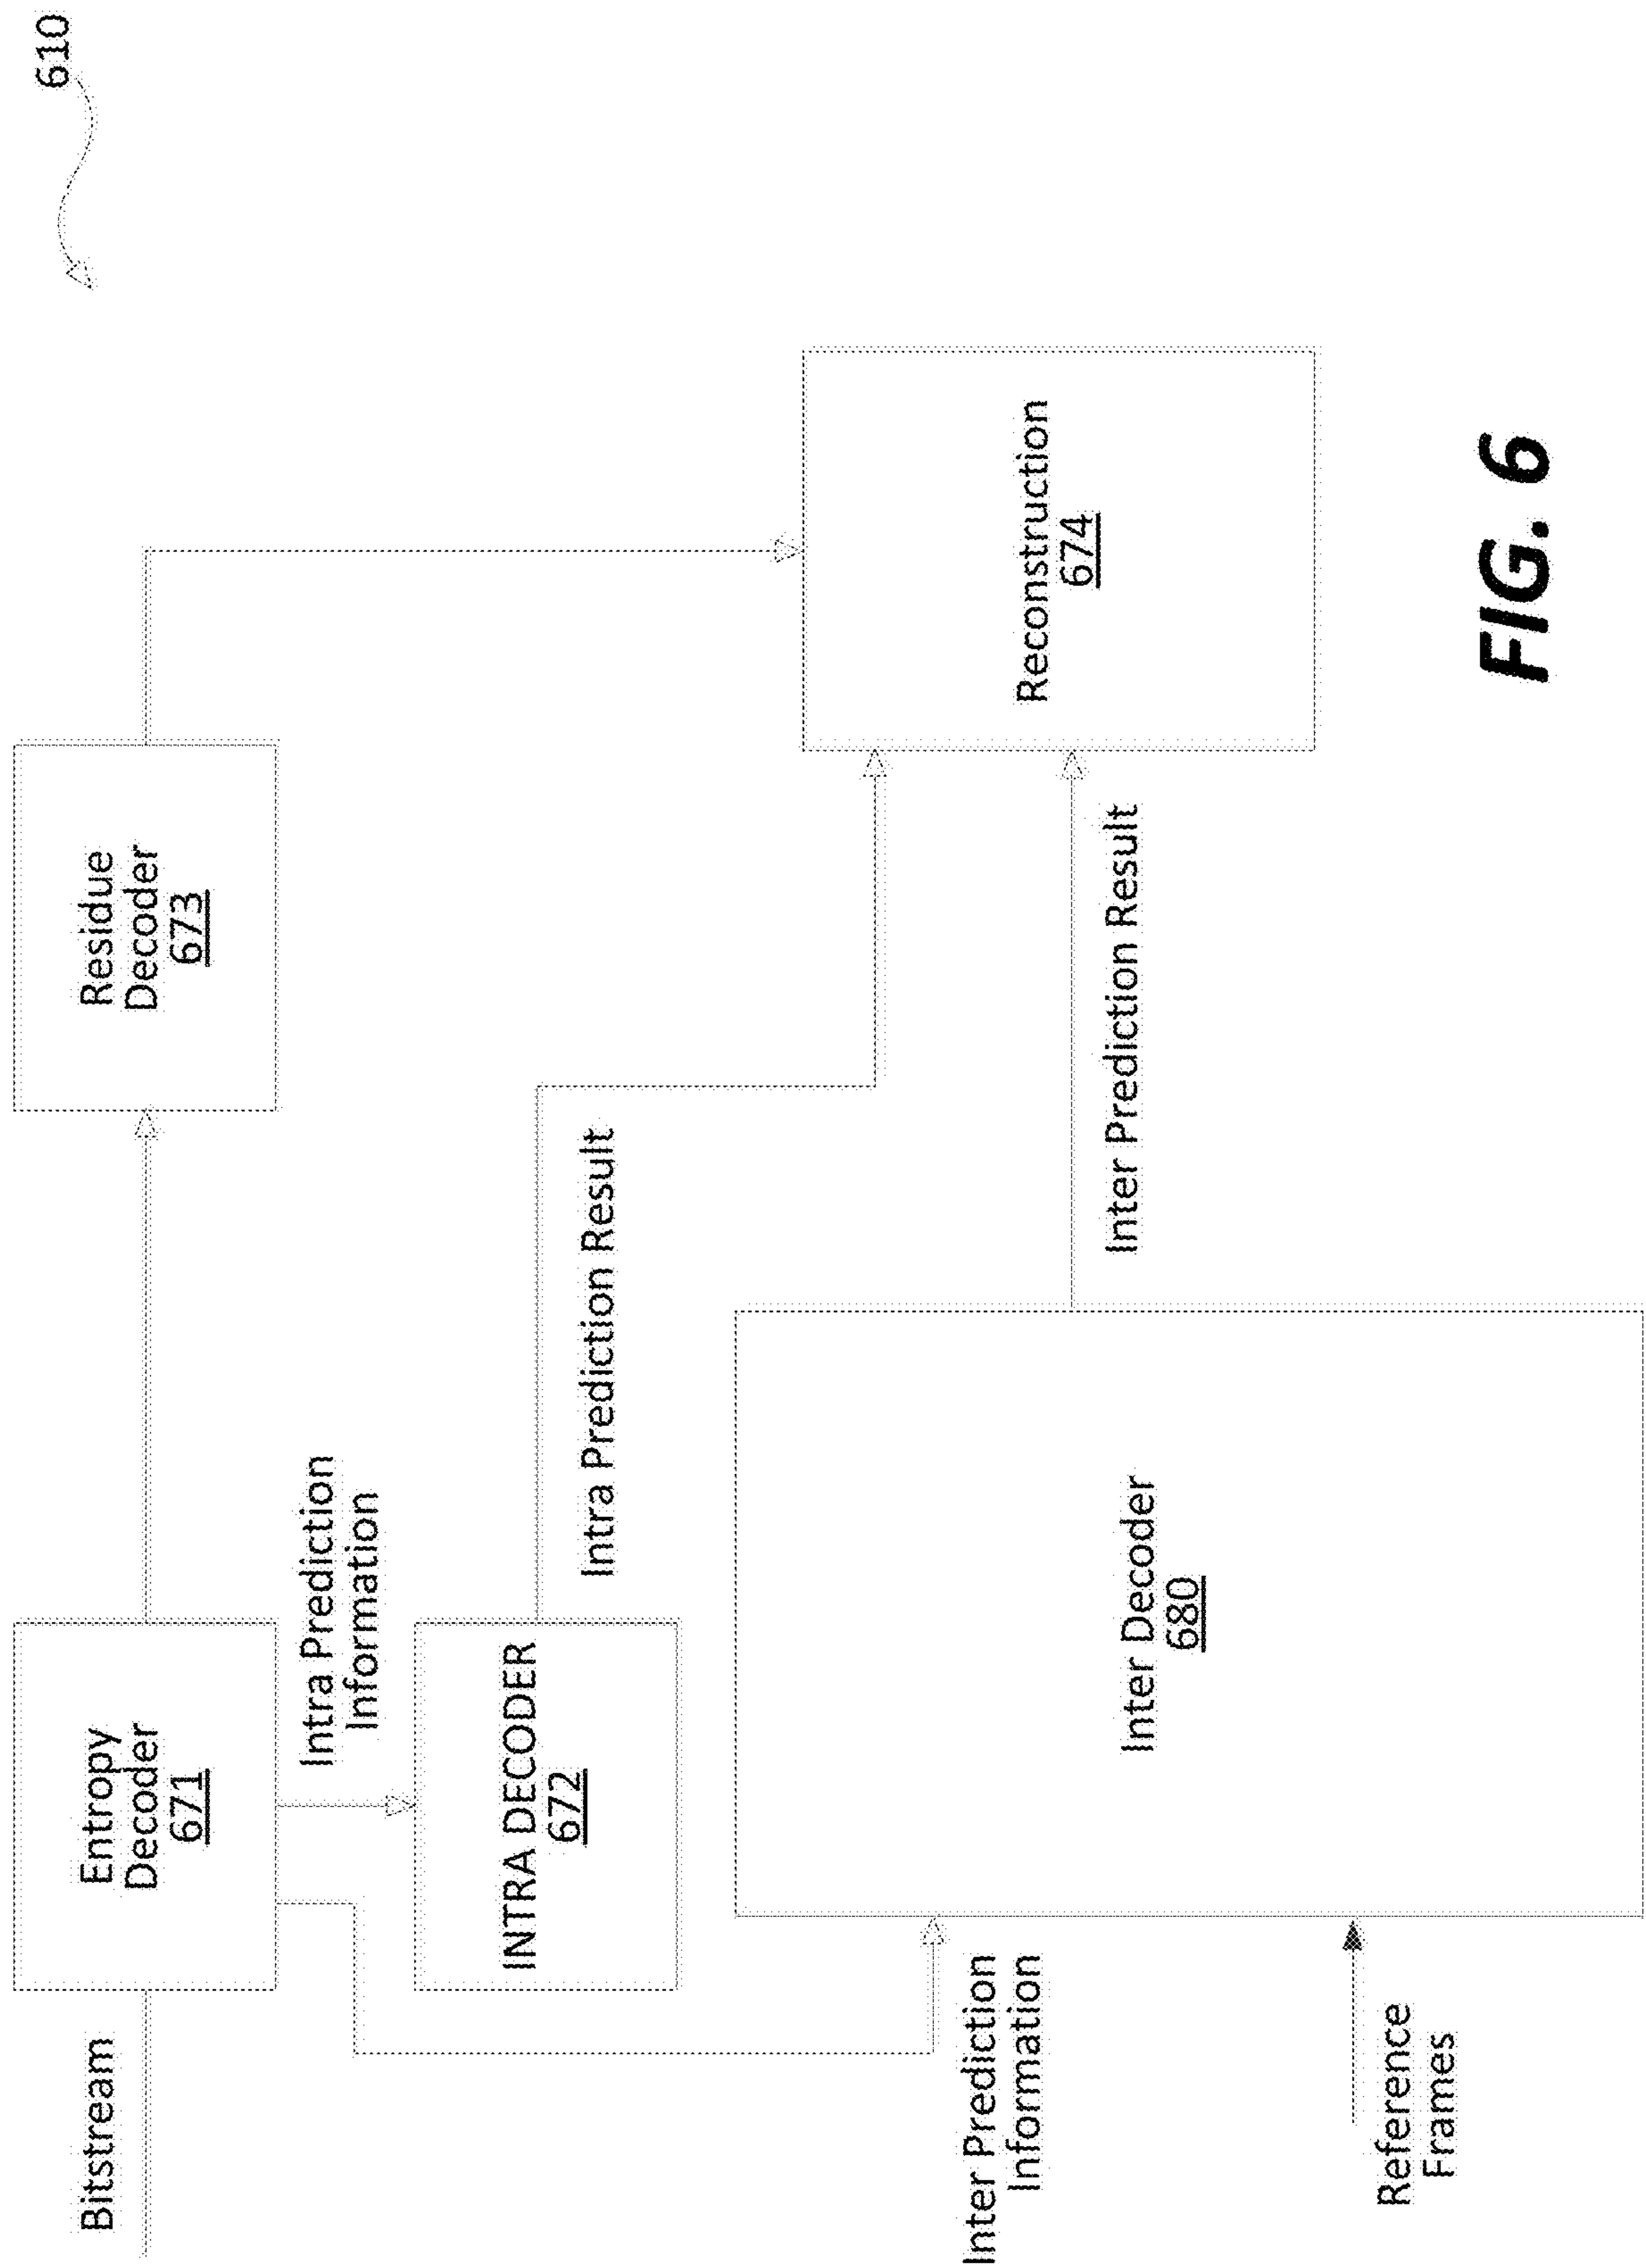 610
Bitstream
Entropy
Decoder
671
Residue
Decoder
673
Intra Prediction
Information
INTRA DECODER
672
Intra Prediction Result
Inter Prediction
Information
Inter Decoder
680
Inter Prediction Result
Reconstruction
674
Reference
Frames
FIG. 6